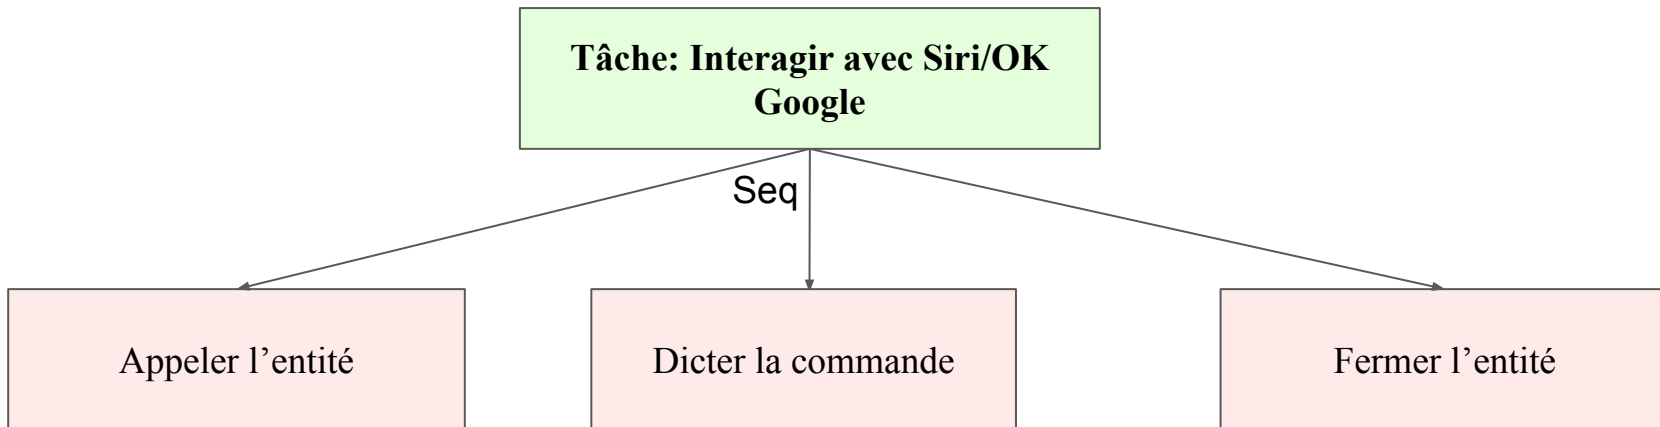 Tâche: Interagir avec Siri/OK
Google
Seq
Appeler l’entité
Dicter la commande
Fermer l’entité